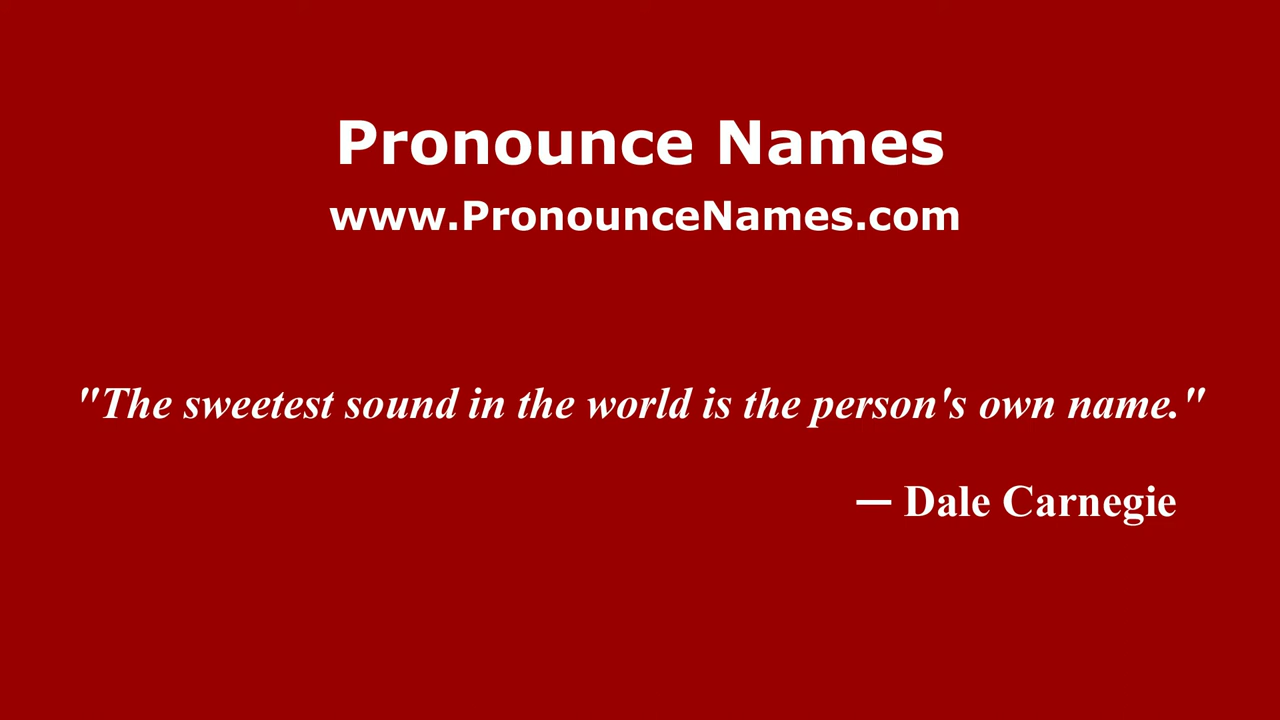 Pronounce Names
www.PronounceNames.com
"The sweetest sound in the world is the person's own name."
— Dale Carnegie